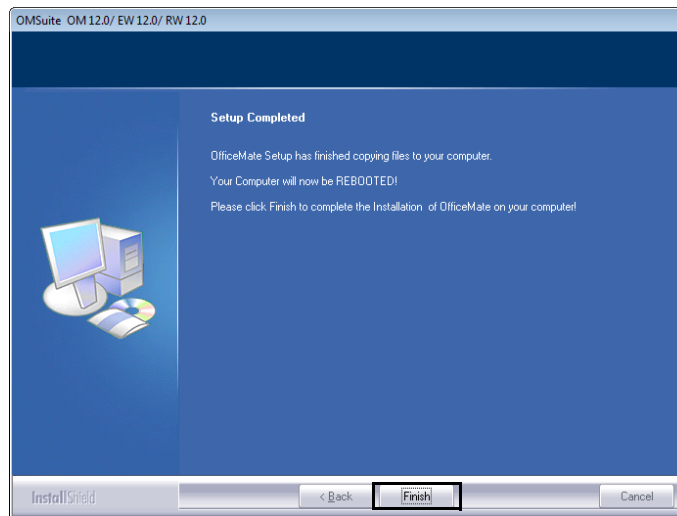 OMSuite OM 12.0/ EW 12.0/ RW 12.0
Setup Completed
OfficeMate Setup has finished copying files to your computer.
Your Computer will now be REBOOTED!
Please click Finish to complete the Installation of OfficeMate on your computer!
InstallShield
< Back
Finish
Cancel